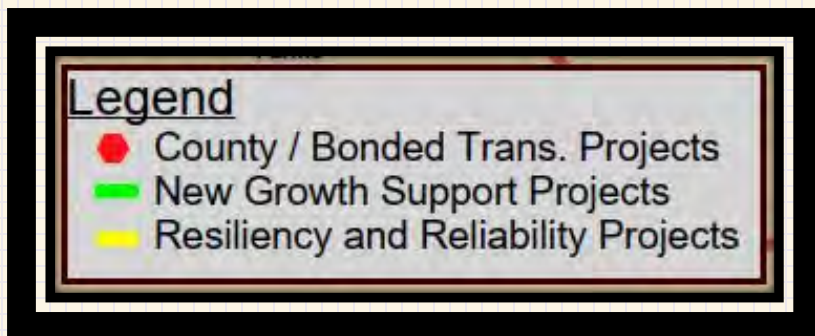 Legend
County / Bonded Trans. Projects
New Growth Support Projects
Resiliency and Reliability Projects